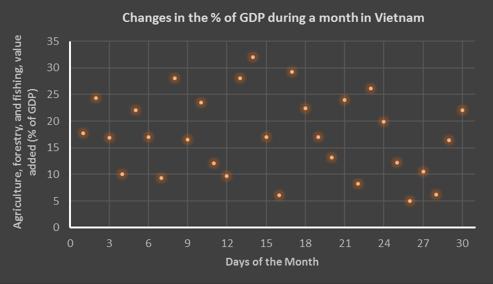 Changes in the % of GDP during a month in Vietnam
Agriculture, forestry, and fishing, value
added (% of GDP)
35
30
25
20
15
10
5
0
0 3 6 9 12 15 18 21 24 27 30
Days of the Month